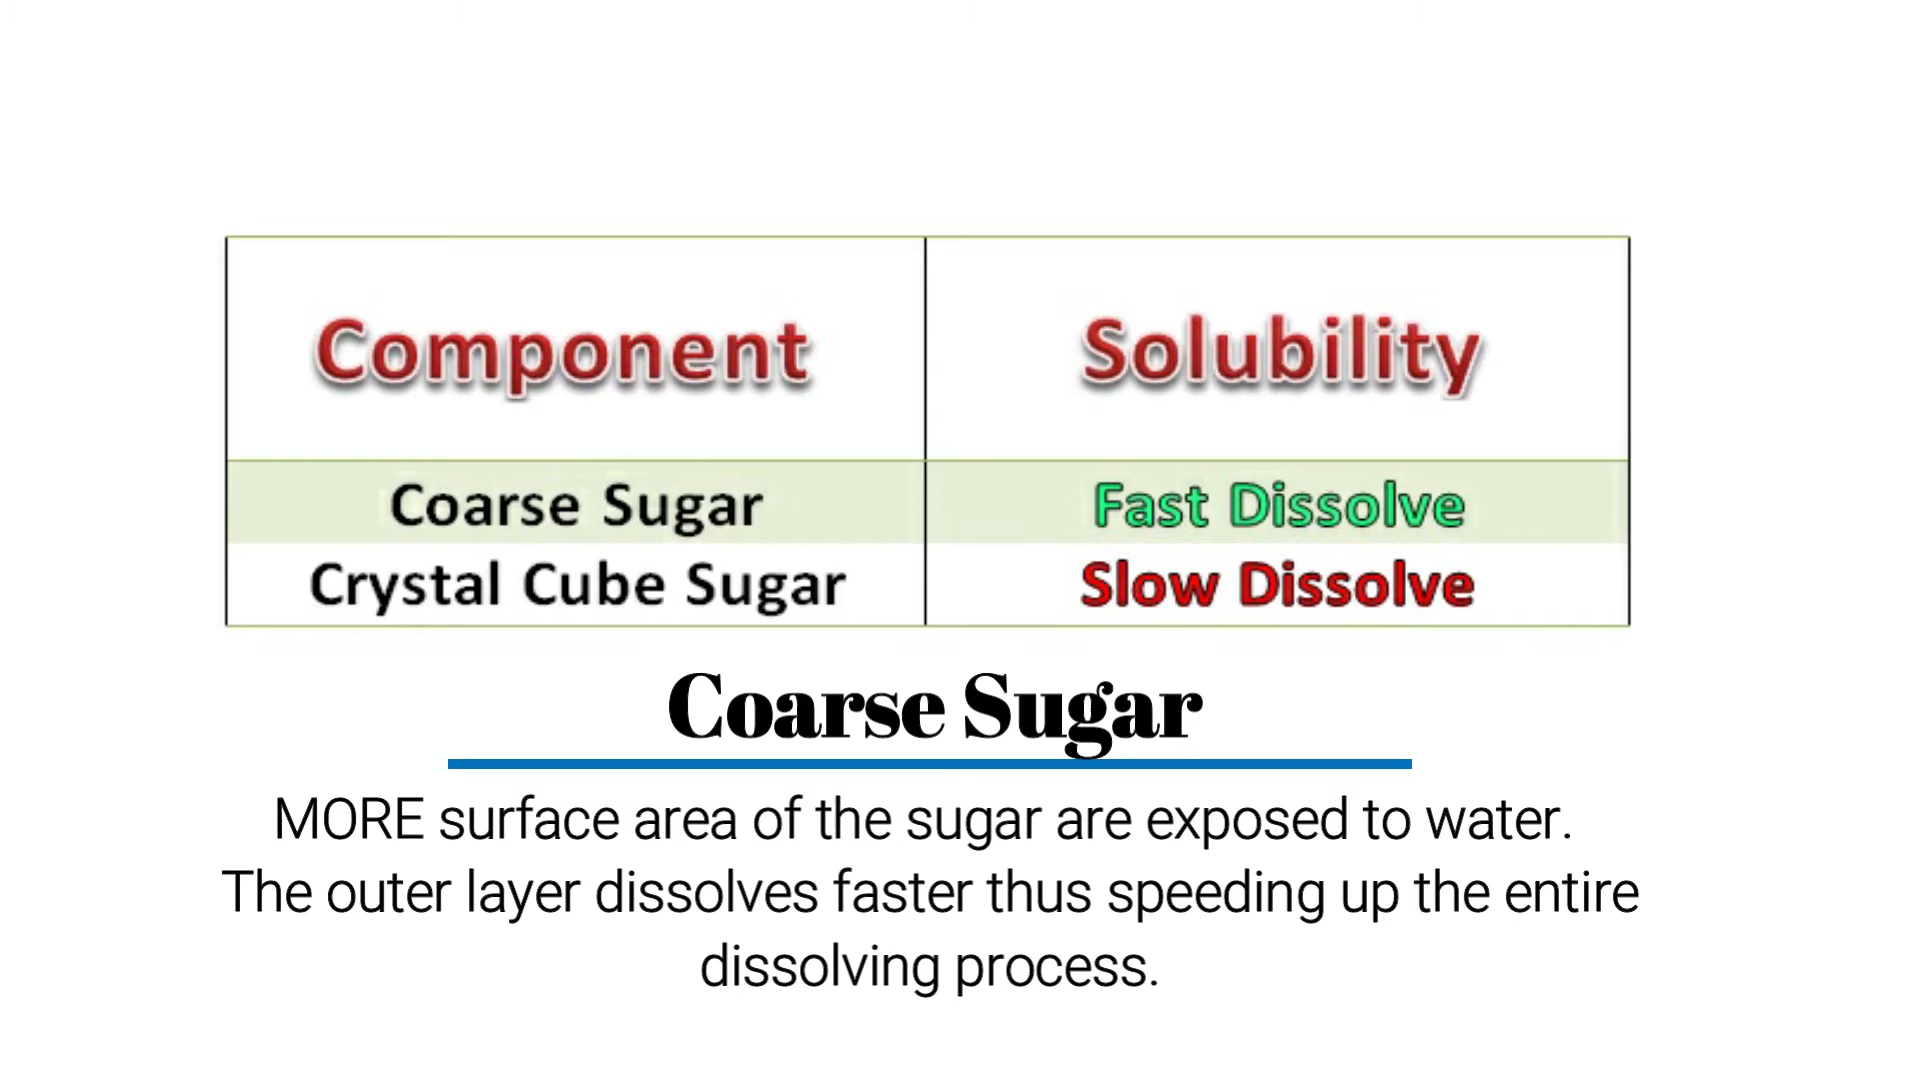 Component Solubility
Coarse Sugar Fast Dissolve
Crystal Cube Sugar Slow Dissolve
Coarse Sugar
MORE surface area of the sugar are exposed to water.
The outer layer dissolves faster thus speeding up the entire
dissolving process.